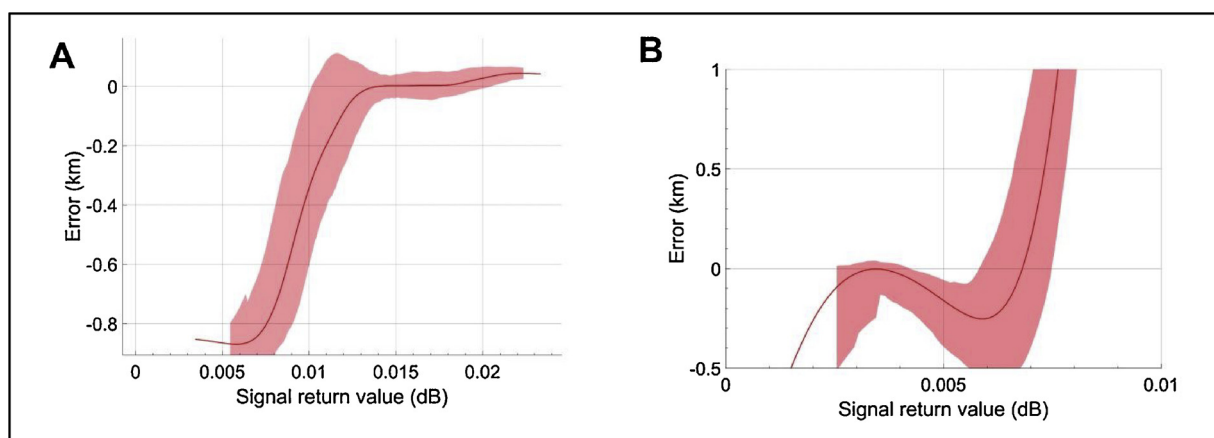 A
0
-0.2
-0.4
-0.6
-0.8
Error (km)
0 0.005 0.01 0.015 0.02
Signal return value (dB)
B
1
0.5
0
-0.5
Error (km)
0 0.005 0.01
Signal return value (dB)